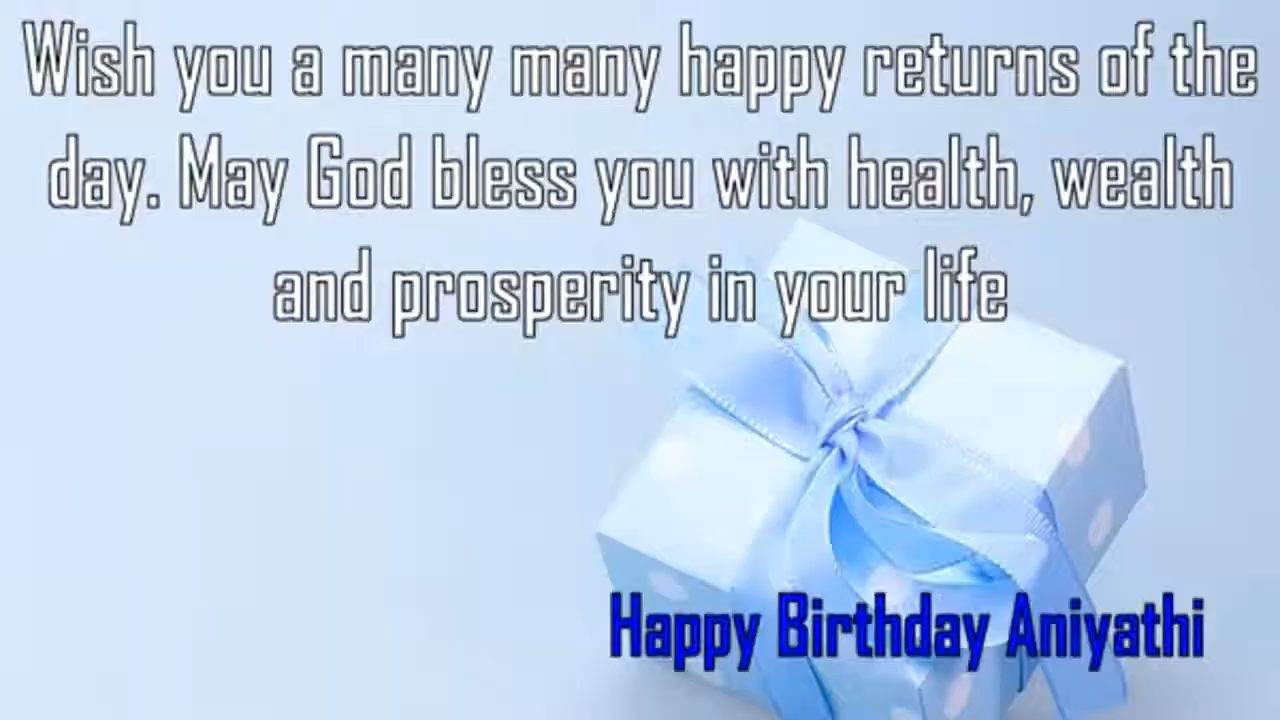 Wish you a many many happy returns of the
day. May God bless you with health, wealth
and prosperity in your life
Happy Birthday Aniyathi